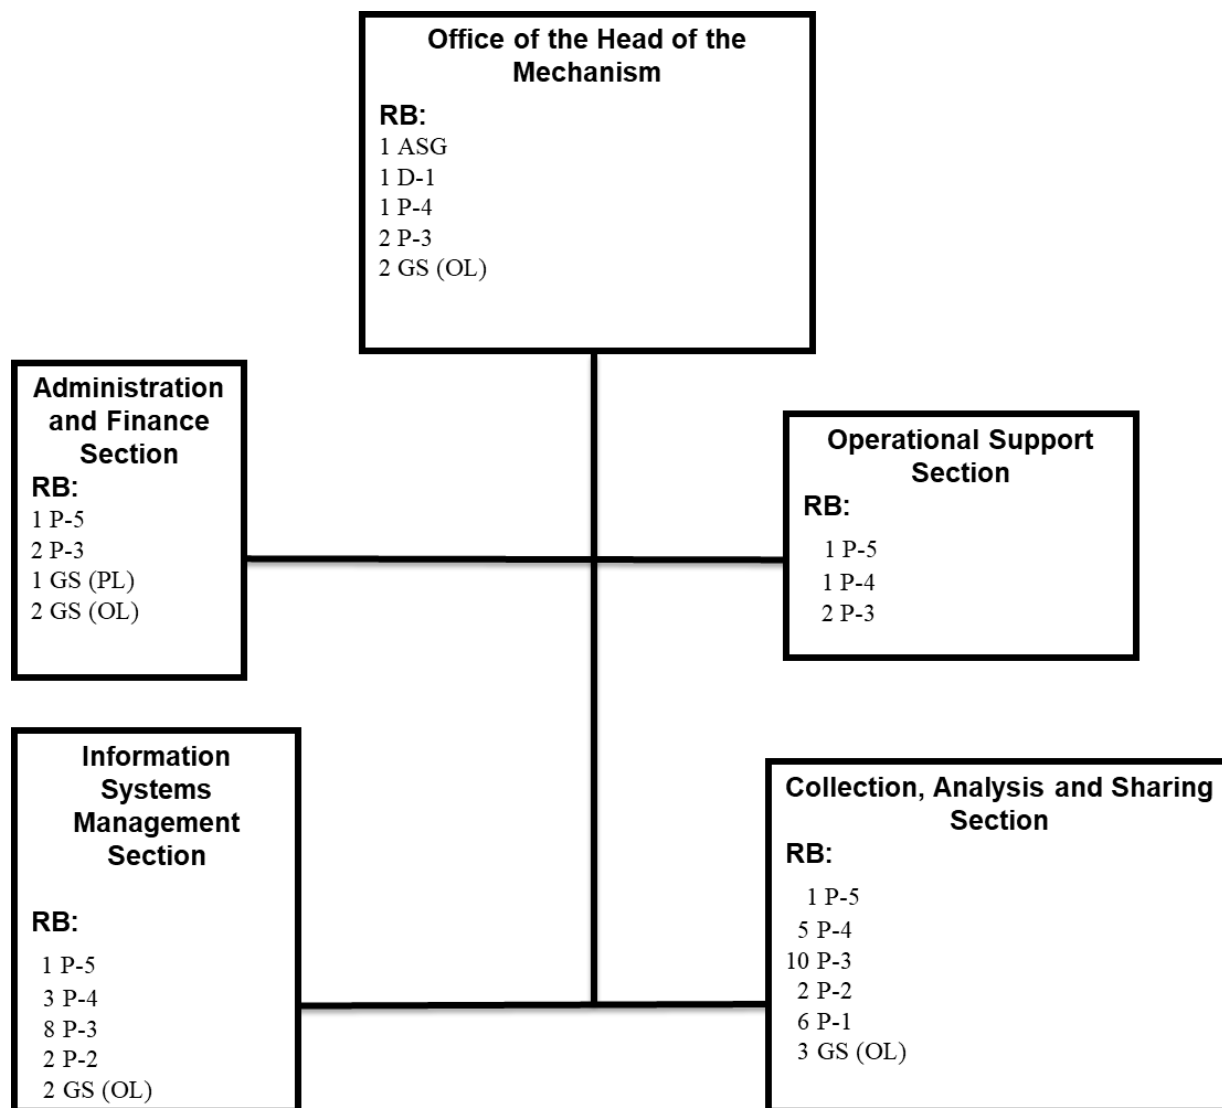 Office of the Head of the
Mechanism
RB:
1 ASG
1 D-1
1 P-4
2 P-3
2 GS (OL)
Administration
and Finance
Section
RB:
1 P-5
2 P-3
1 GS (PL)
2 GS (OL)
Operational Support
Section
RB:
1 P-5
1 P-4
2 P-3
Information
Systems
Management
Section
RB:
1 P-5
3 P-4
8 P-3
2 P-2
2 GS (OL)
Collection, Analysis and Sharing
Section
RB:
1 P-5
5 P-4
10 P-3
2 P-2
6 P-1
3 GS (OL)